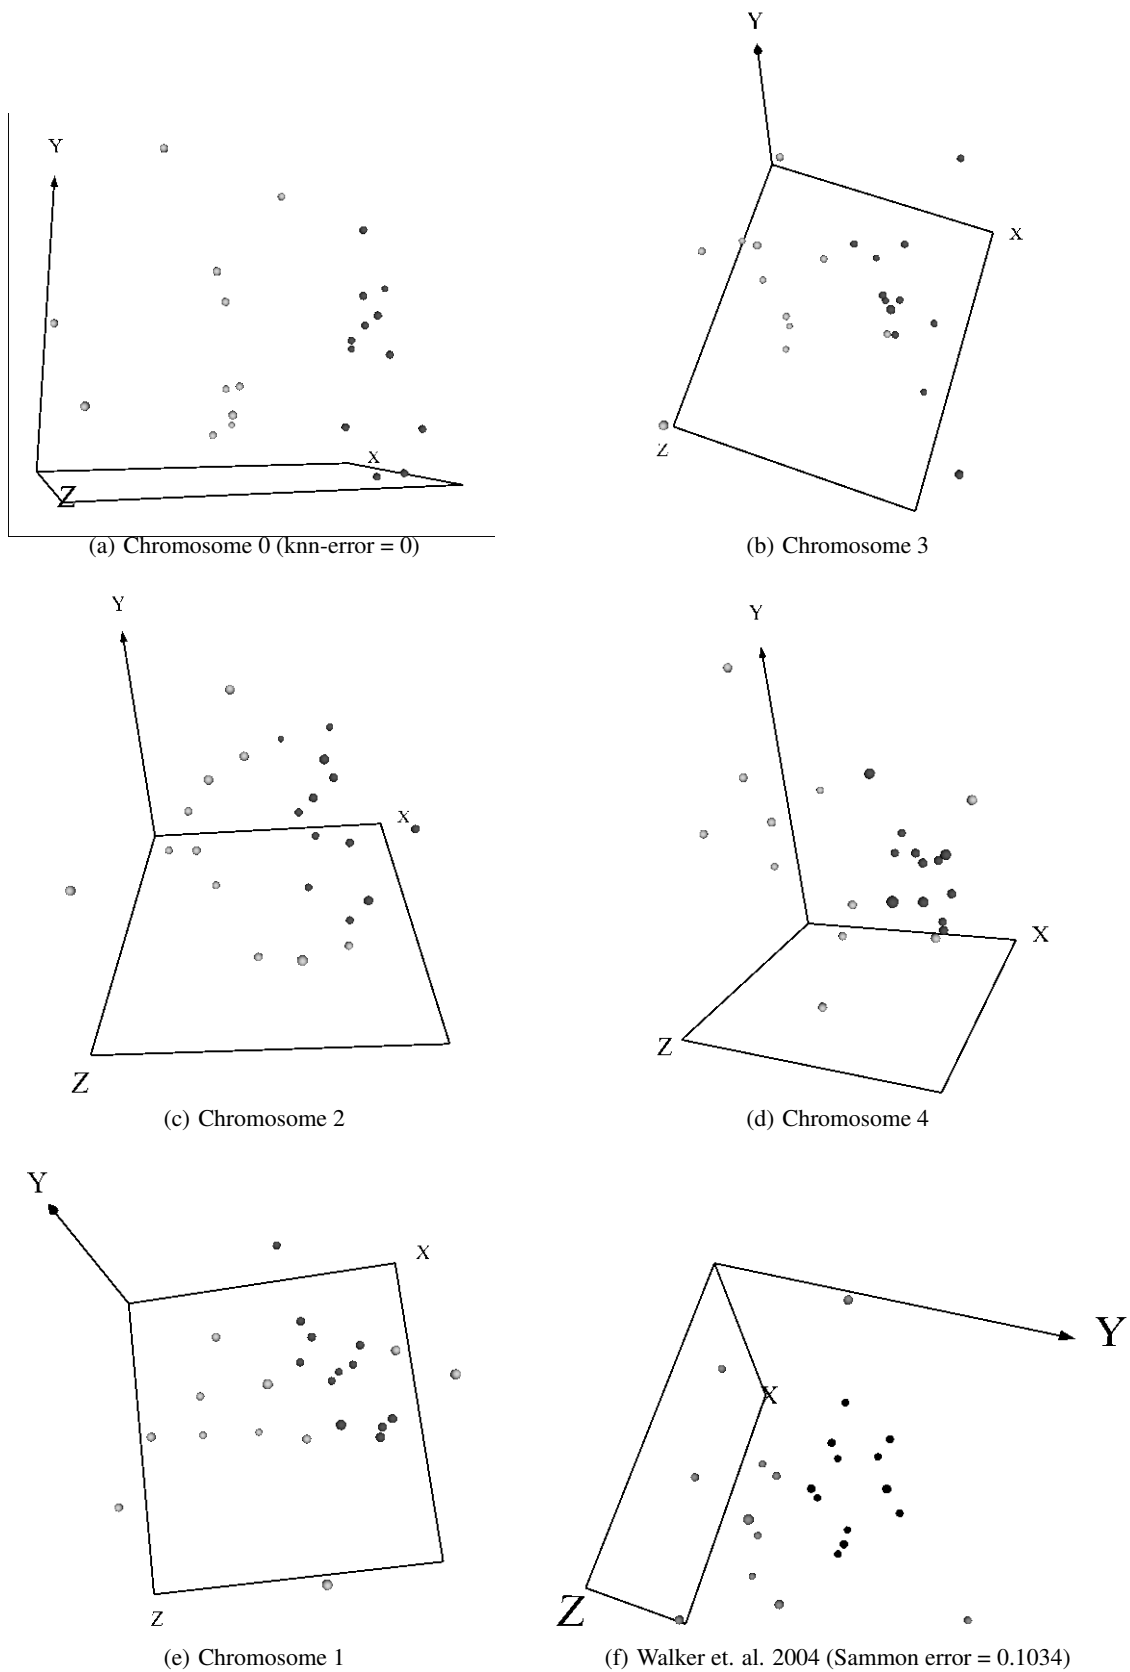 Y
Y
X
X
Z
Z
(a) Chromosome 0 (knn-error = 0)
(b) Chromosome 3
Y
Y
X
X
Z
Z
(c) Chromosome 2
(d) Chromosome 4
Y
X
Y
X
Z
Z
(e) Chromosome 1
(f) Walker et. al. 2004 (Sammon error = 0.1034)